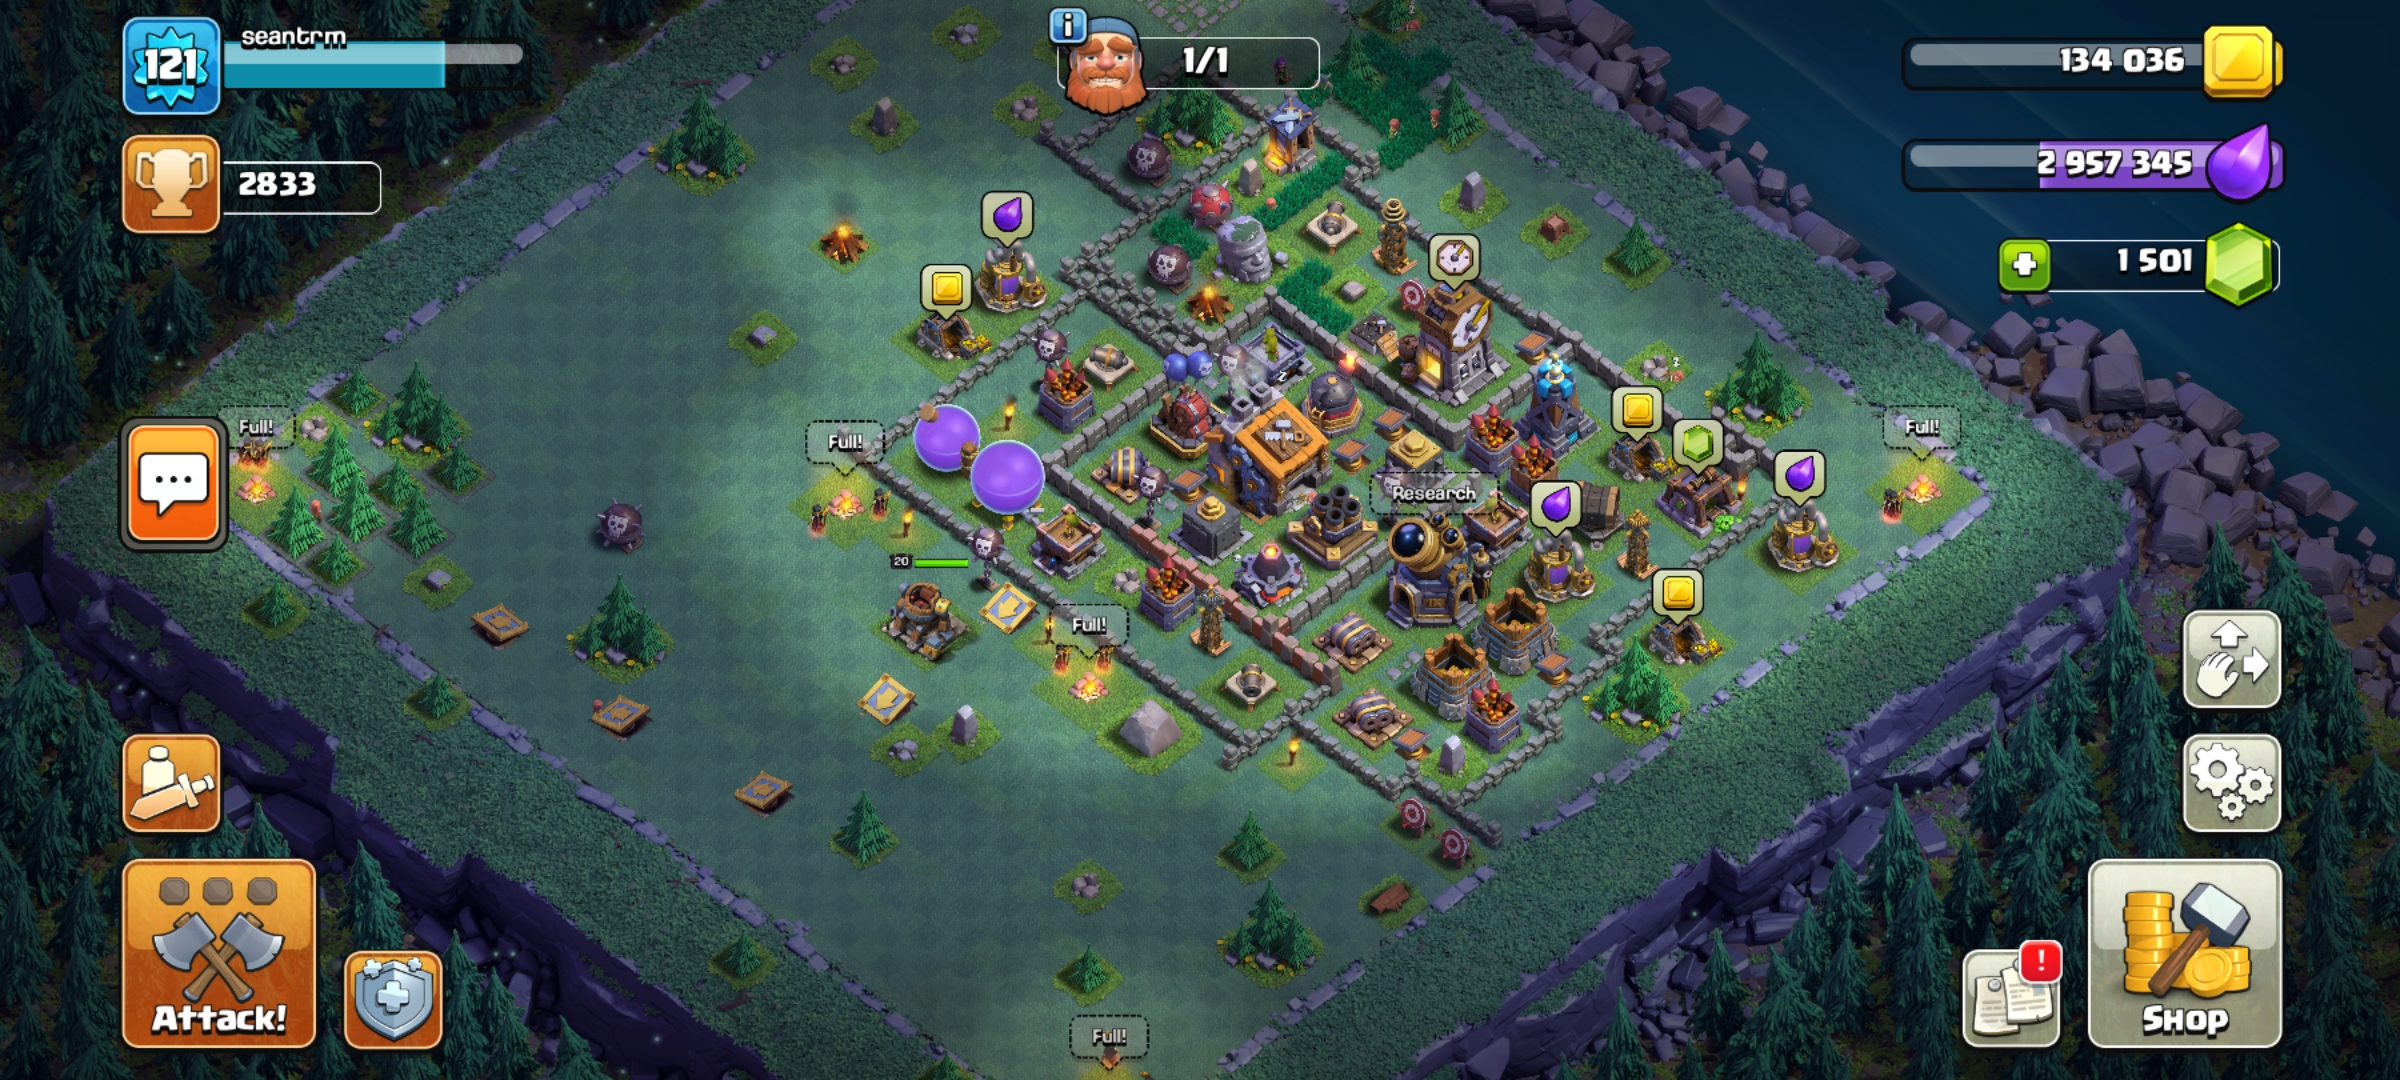 121
seantrm
i
1/1
134 036
2833
2 957 345
1 501
Full!
Full!
Full!
Research
20
Full!
Full!
Attack!
!
Shop